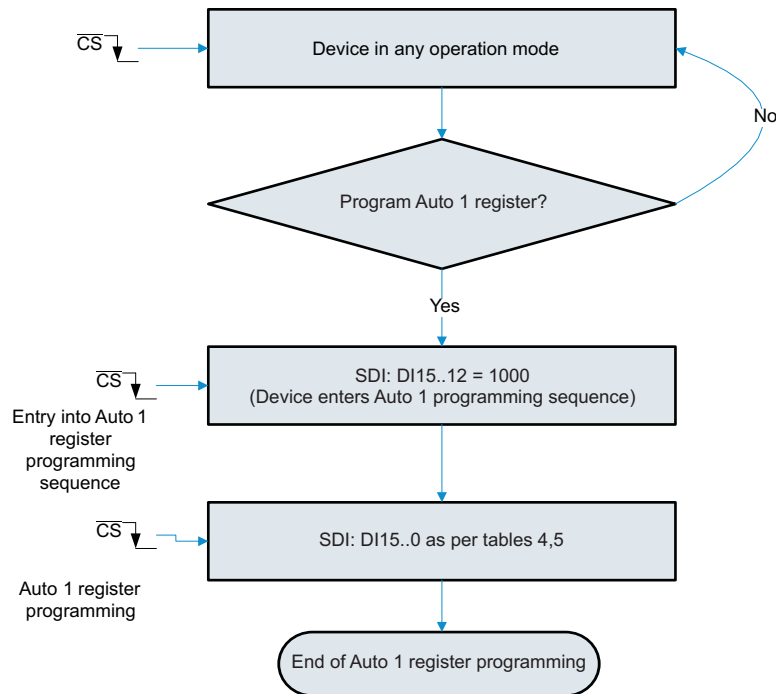 CS
Device in any operation mode
No
Program Auto 1 register?
Yes
CS
SDI: DI15..12 = 1000
(Device enters Auto 1 programming sequence)
Entry into Auto 1
register
programming
sequence
CS
SDI: DI15..0 as per tables 4,5
Auto 1 register
programming
End of Auto 1 register programming